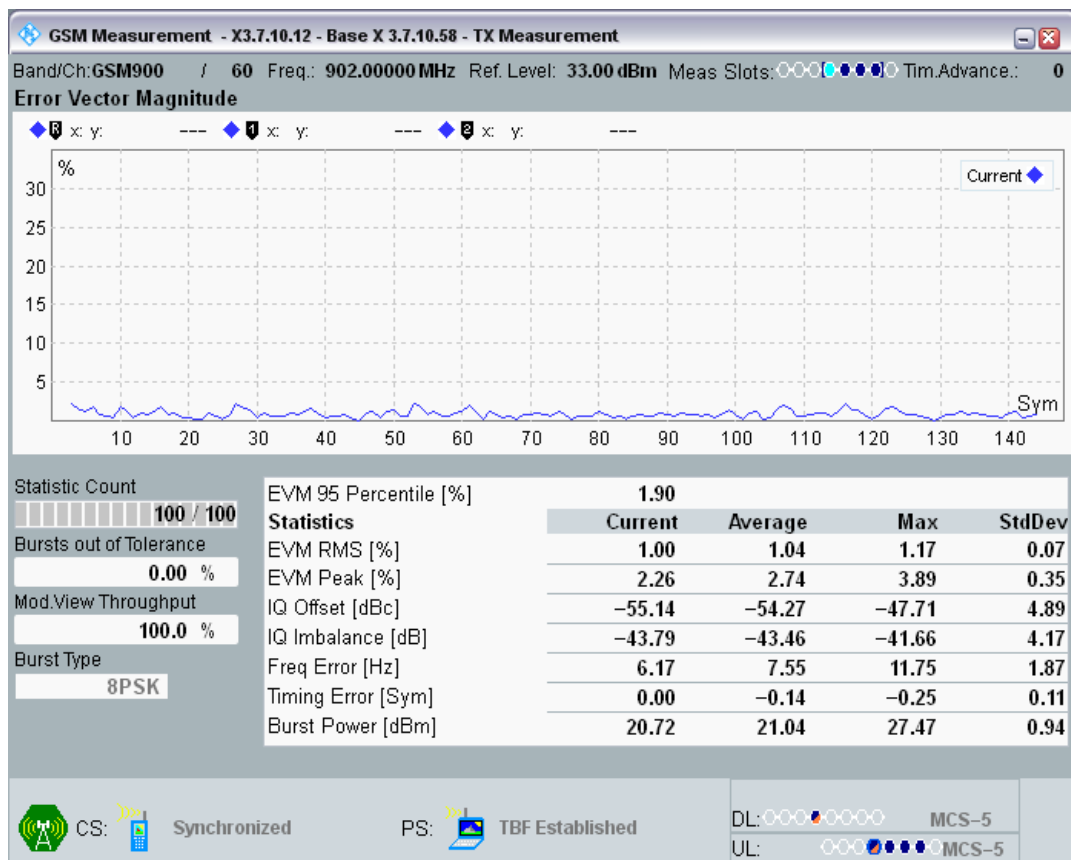 GSM Measurement - X3.7.10.12 - Base X 3.7.10.58 - TX Measurement
Band/Ch:GSM900 / 60 Freq.: 902.00000 MHz Ref. Level: 33.00 dBm Meas Slots: Tim.Advance.: 0
Error Vector Magnitude
R x: y: --- 1 x: y: --- 2 x: y: ---
%
Current
30
25
20
15
10
5
Sym
10 20 30 40 50 60 70 80 90 100 110 120 130 140
Statistic Count
100 / 100
Bursts out of Tolerance
0.00 %
Mod.View Throughput
100.0 %
Burst Type
8PSK
EVM 95 Percentile [%] 1.90
Statistics Current Average Max StdDev
EVM RMS [%] 1.00 1.04 1.17 0.07
EVM Peak [%] 2.26 2.74 3.89 0.35
IQ Offset [dBc] −55.14 −54.27 −47.71 4.89
IQ Imbalance [dB] −43.79 −43.46 −41.66 4.17
Freq Error [Hz] 6.17 7.55 11.75 1.87
Timing Error [Sym] 0.00 −0.14 −0.25 0.11
Burst Power [dBm] 20.72 21.04 27.47 0.94
CS: Synchronized PS: TBF Established
DL: MCS−5
UL: MCS−5